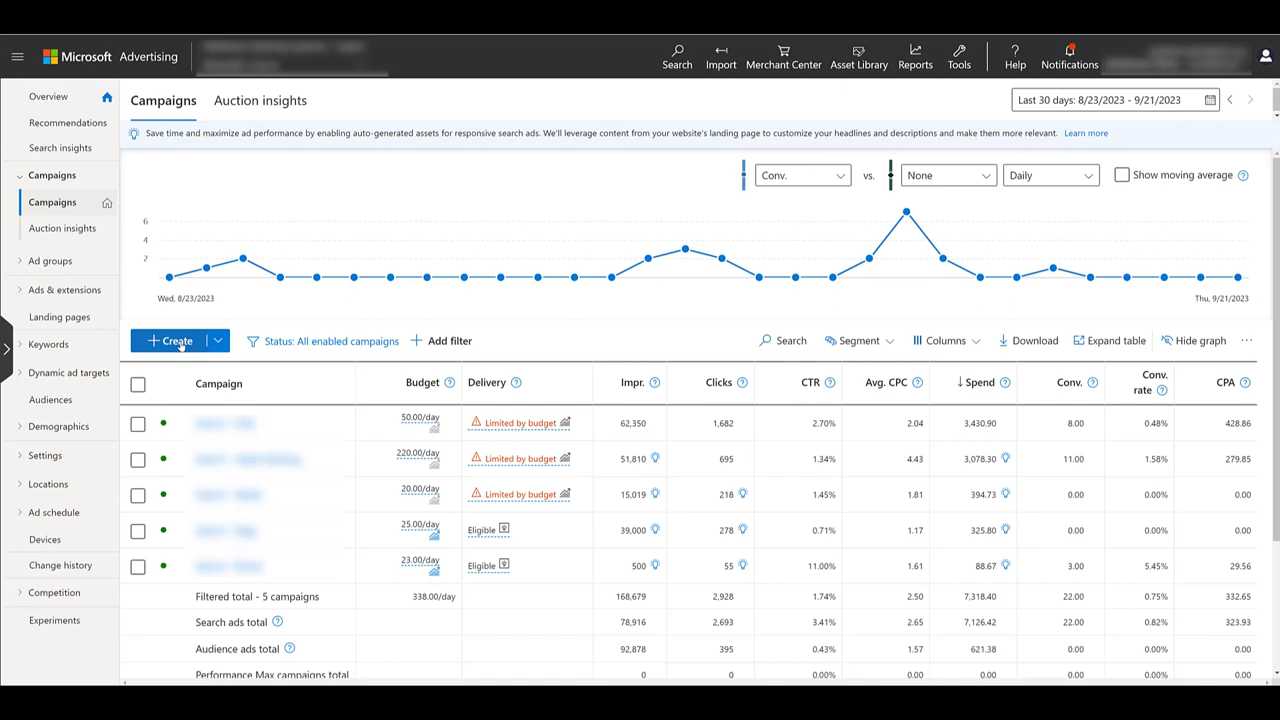 Microsoft Advertising
Search
Import
Merchant Center
Asset Library
Reports
Tools
Help
Notifications
Overview
Recommendations
Search insights
Campaigns
Campaigns
Auction insights
Ad groups
Ads & extensions
Landing pages
Keywords
Dynamic ad targets
Audiences
Demographics
Settings
Locations
Ad schedule
Devices
Change history
Competition
Experiments
Campaigns Auction insights
Last 30 days: 8/23/2023 - 9/21/2023
Save time and maximize ad performance by enabling auto-generated assets for responsive search ads. We'll leverage content from your website's landing page to customize your headlines and descriptions and make them more relevant. Learn more
Conv. vs. None Daily Show moving average
6
4
2
Wed, 8/23/2023 Thu, 9/21/2023
Create Status: All enabled campaigns Add filter Search Segment Columns Download Expand table Hide graph
Campaign Budget Delivery Impr. Clicks CTR Avg. CPC Spend Conv. Conv. rate CPA
50.00/day Limited by budget 62,350 1,682 2.70% 2.04 3,430.90 8.00 0.48% 428.86
220.00/day Limited by budget 51,810 695 1.34% 4.43 3,078.30 11.00 1.58% 279.85
20.00/day Limited by budget 15,019 218 1.45% 1.81 394.73 0.00 0.00% 0.00
25.00/day Eligible 39,000 278 0.71% 1.17 325.80 0.00 0.00% 0.00
23.00/day Eligible 500 55 11.00% 1.61 88.67 3.00 5.45% 29.56
Filtered total - 5 campaigns 338.00/day 168,679 2,928 1.74% 2.50 7,318.40 22.00 0.75% 332.65
Search ads total 78,916 2,693 3.41% 2.65 7,126.42 22.00 0.82% 323.93
Audience ads total 92,878 395 0.43% 1.57 621.38 0.00 0.00% 0.00
Performance Max campaigns total 0 0 0.00% 0.00 0.00 0.00 0.00% 0.00